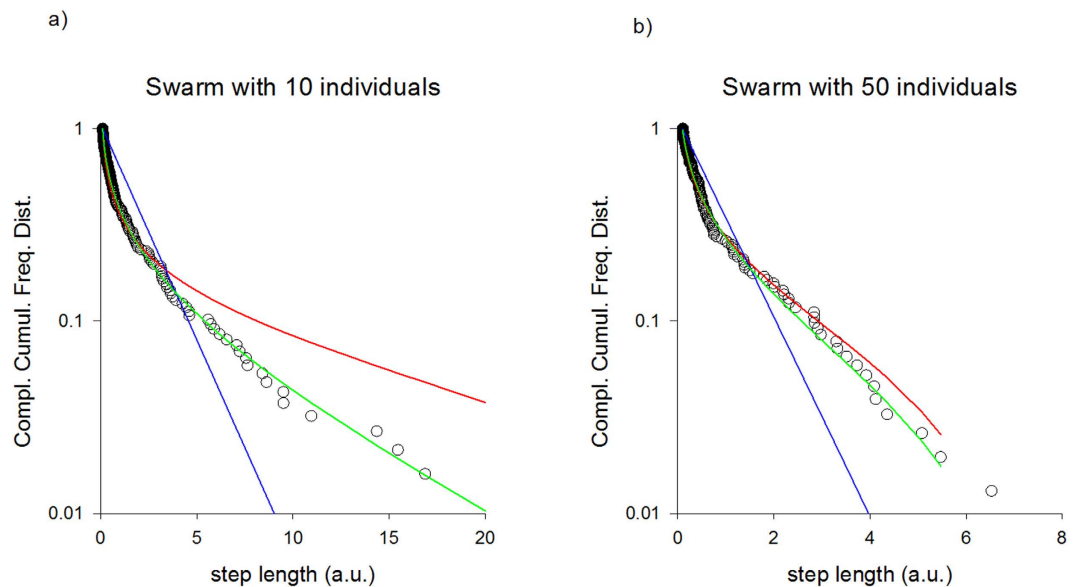 a)
Swarm with 10 individuals
Compl. Cumul. Freq. Dist.
1
0.1
0.01
0
5
10
15
20
step length (a.u.)
b)
Swarm with 50 individuals
Compl. Cumul. Freq. Dist.
1
0.1
0.01
0
2
4
6
8
step length (a.u.)